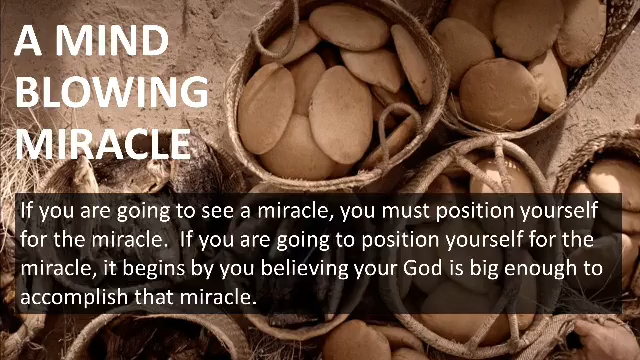 A MIND
BLOWING
MIRACLE
If you are going to see a miracle, you must position yourself
for the miracle.  If you are going to position yourself for the
miracle, it begins by you believing your God is big enough to
accomplish that miracle.